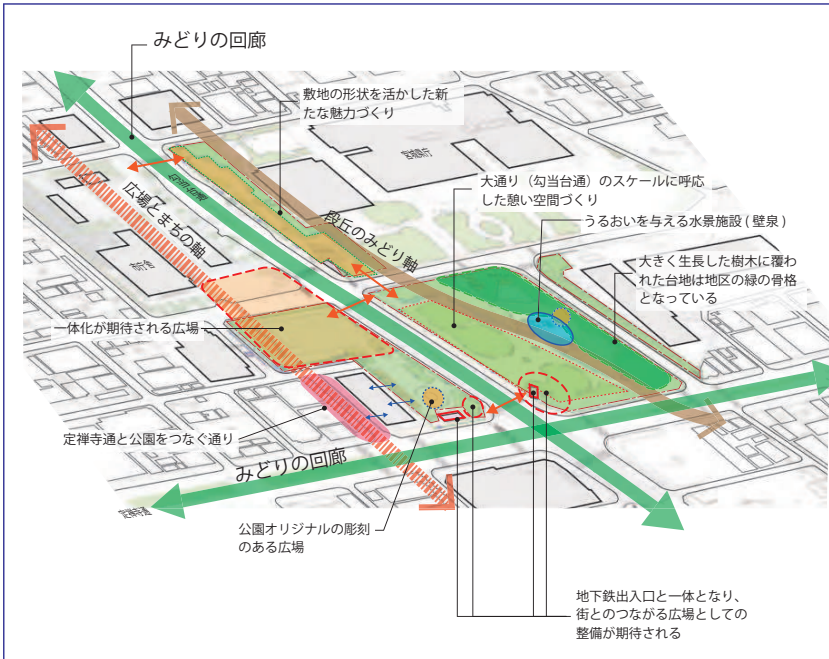 みどりの回廊
敷地の形状を活かした新
たな魅力づくり
大通り（勾当台通）のスケールに呼応
した憩い空間づくり
うるおいを与える水景施設 ( 壁泉 )
大きく生長した樹木に覆わ
れた台地は地区の緑の骨格
となっている
広場とまちの軸
段丘のみどり軸
一体化が期待される広場
定禅寺通と公園をつなぐ通り
みどりの回廊
定禅寺通
公園オリジナルの彫刻
のある広場
地下鉄出入口と一体となり、
街とのつながる広場としての
整備が期待される